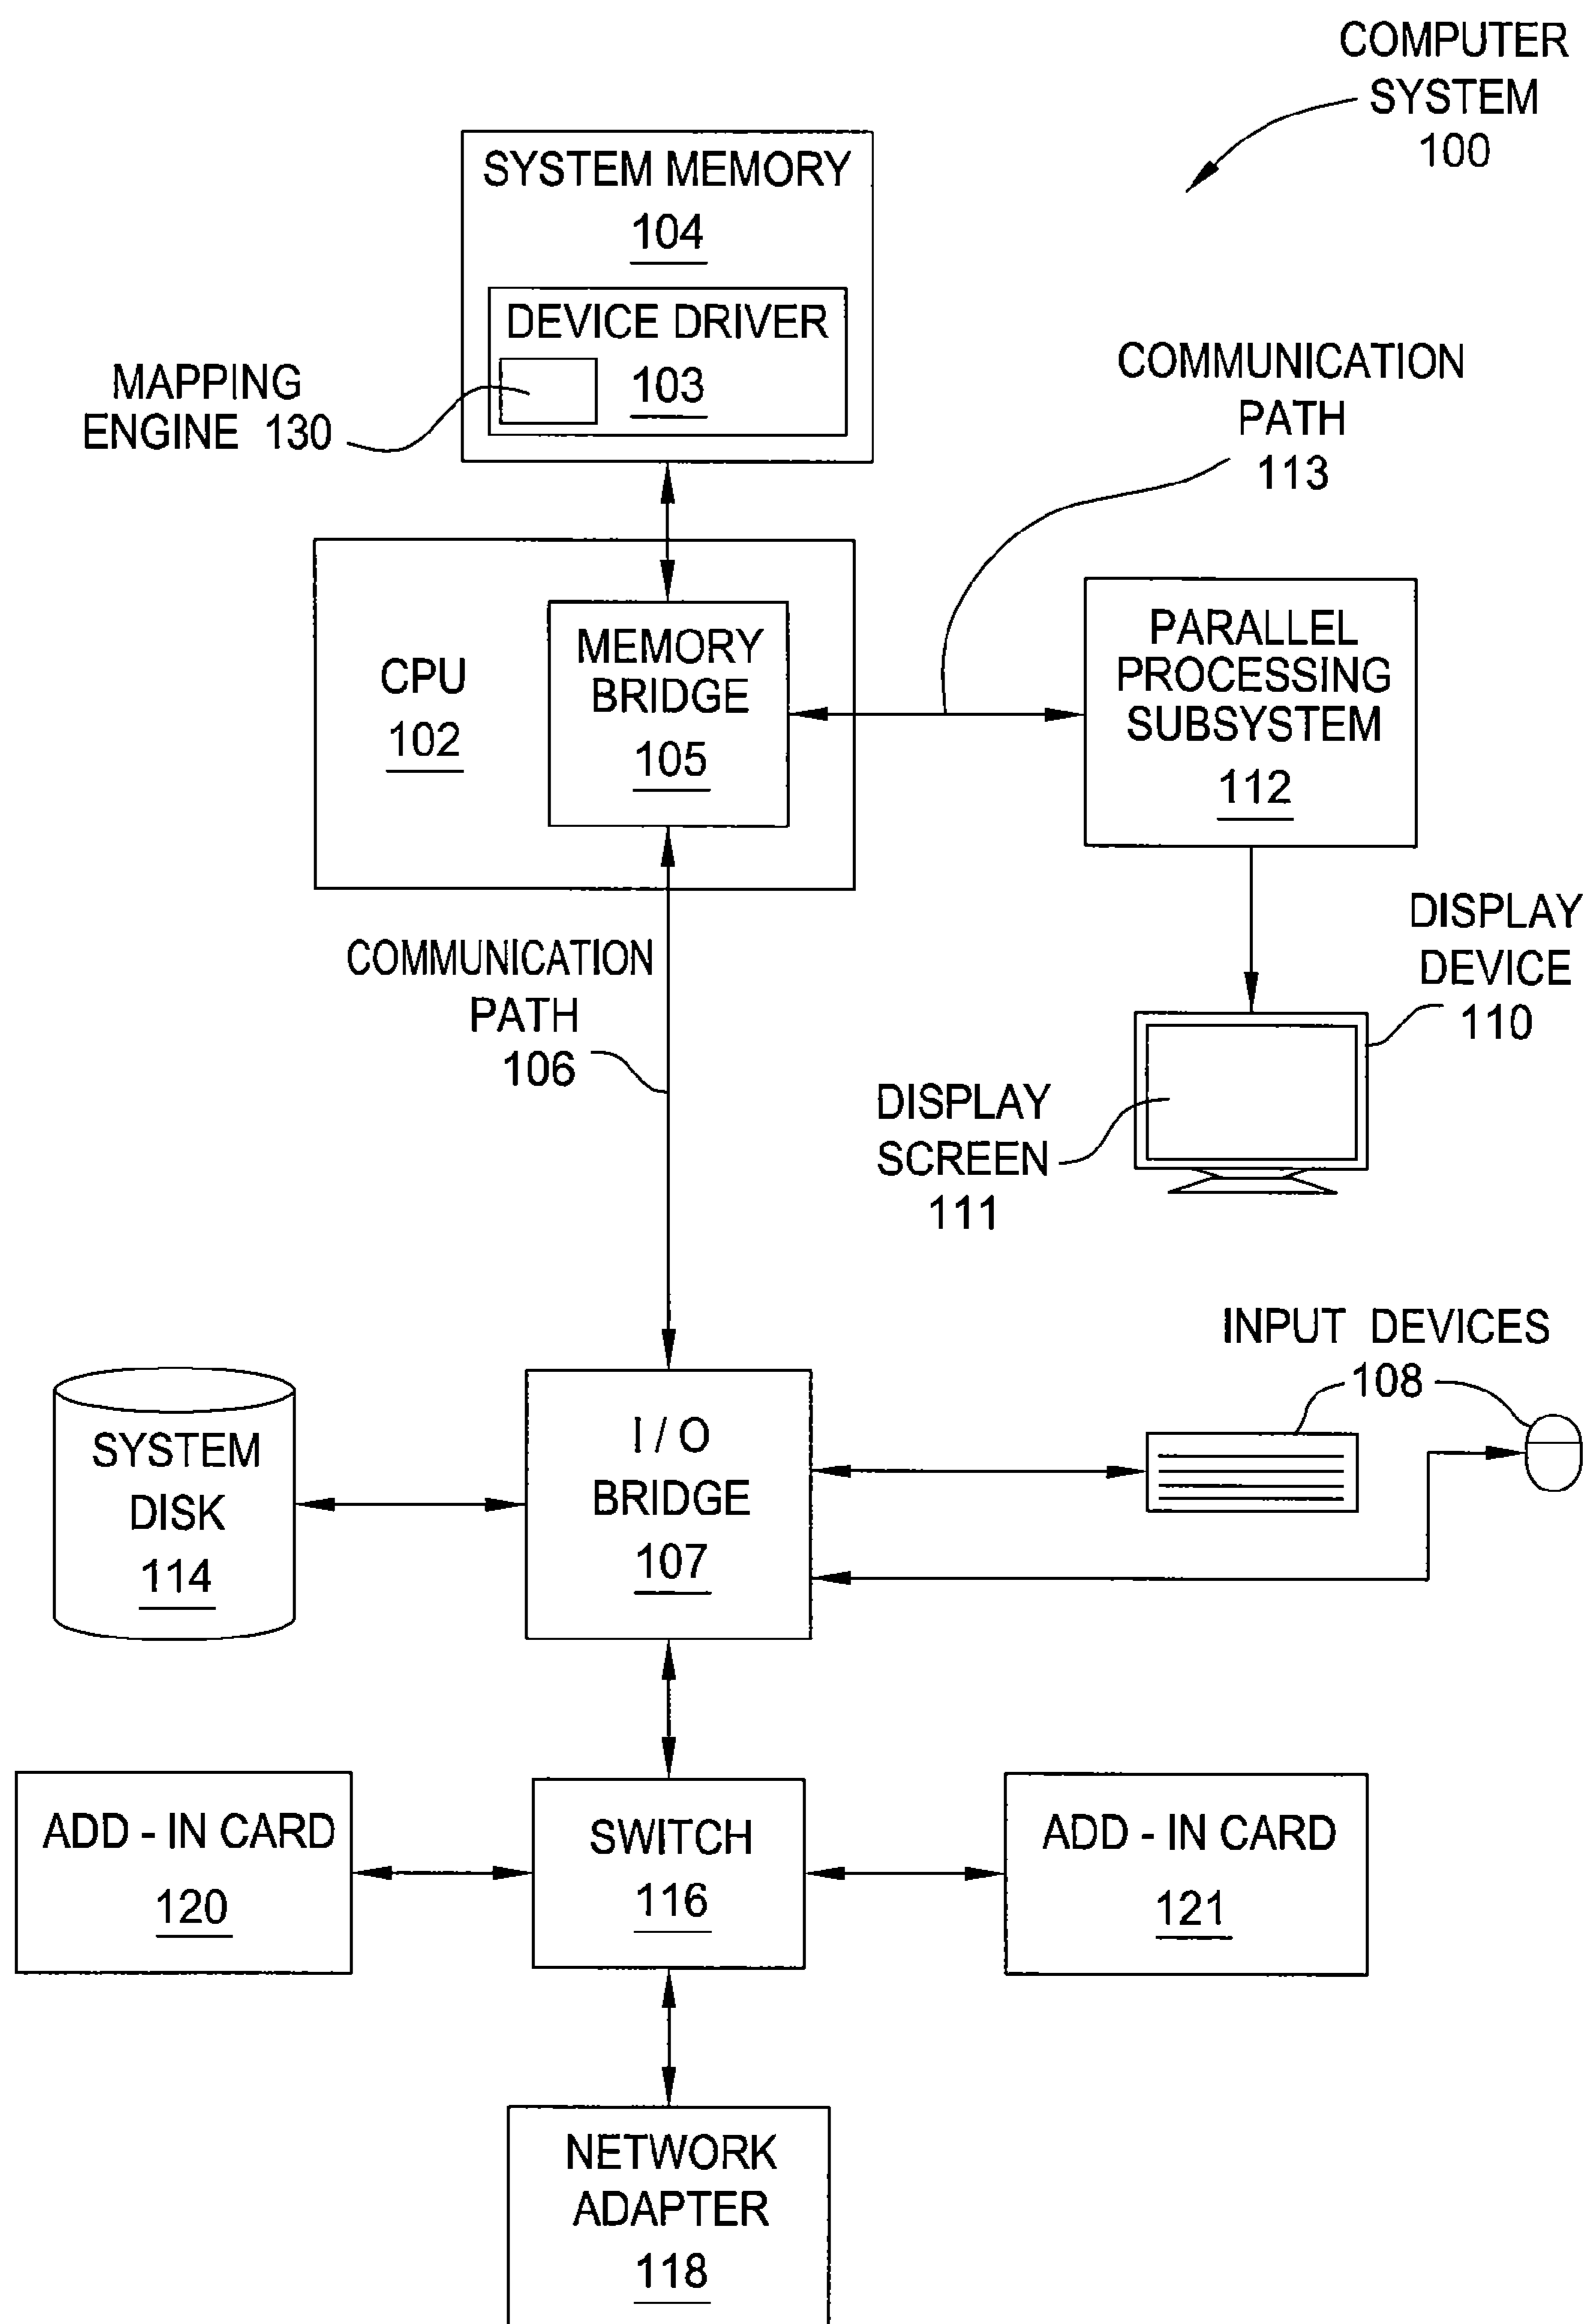 COMPUTER
SYSTEM
100
SYSTEM MEMORY
104
DEVICE DRIVER
103
MAPPING
ENGINE 130
COMMUNICATION
PATH
113
CPU
102
MEMORY
BRIDGE
105
PARALLEL
PROCESSING
SUBSYSTEM
112
COMMUNICATION
PATH
106
DISPLAY
DEVICE
110
DISPLAY
SCREEN
111
INPUT DEVICES
108
SYSTEM
DISK
114
I / O
BRIDGE
107
ADD - IN CARD
120
SWITCH
116
ADD - IN CARD
121
NETWORK
ADAPTER
118